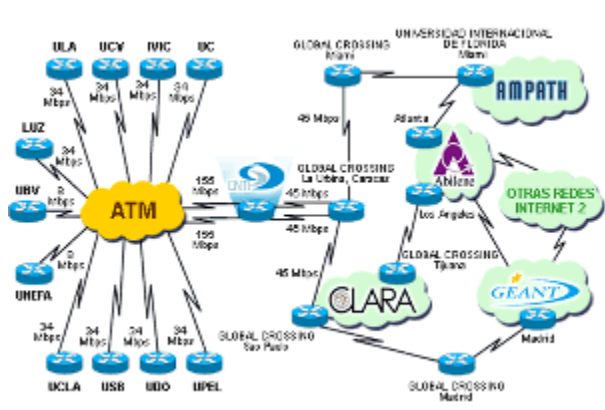 ULA
UCV
IVIC
UC
34
Mbps
34
Mbps
34
Mbps
34
Mbps
LUZ
34
Mbps
UBV
2
Mbps
UNEFA
2
Mbps
ATM
155
Mbps
155
Mbps
CNTI
45 Mbps
45 Mbps
34
Mbps
34
Mbps
34
Mbps
34
Mbps
UCLA
USB
UDO
UPEL
GLOBAL CROSSING
Miami
UNIVERSIDAD INTERNACIONAL
DE FLORIDA
Miami
AMPATH
45 Mbps
Atlanta
GLOBAL CROSSING
La Urbina, Caracas
Abilene
OTRAS REDES
INTERNET 2
Los Angeles
GLOBAL CROSSING
Tijuana
45 Mbps
CLARA
GEANT
GLOBAL CROSSING
Sao Paulo
Madrid
GLOBAL CROSSING
Madrid